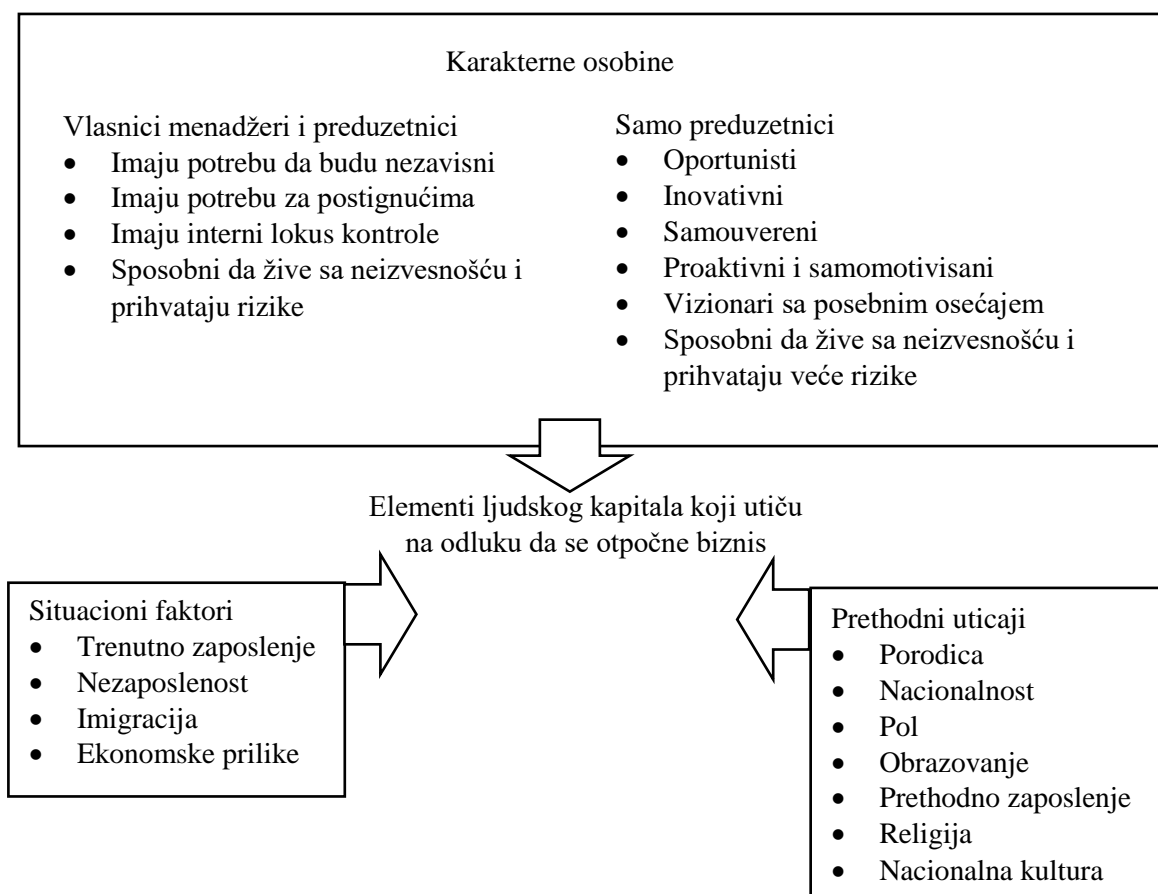 Karakterne osobine
Vlasnici menadžeri i preduzetnici
• Imaju potrebu da budu nezavisni
• Imaju potrebu za postignućima
• Imaju interni lokus kontrole
• Sposobni da žive sa neizvesnošću i
prihvataju rizike
Samo preduzetnici
• Oportunisti
• Inovativni
• Samouvereni
• Proaktivni i samomotivisani
• Vizionari sa posebnim osećajem
• Sposobni da žive sa neizvesnošću i
prihvataju veće rizike
Elementi ljudskog kapitala koji utiču
na odluku da se otpočne biznis
Situacioni faktori
• Trenutno zaposlenje
• Nezaposlenost
• Imigracija
• Ekonomske prilike
Prethodni uticaji
• Porodica
• Nacionalnost
• Pol
• Obrazovanje
• Prethodno zaposlenje
• Religija
• Nacionalna kultura